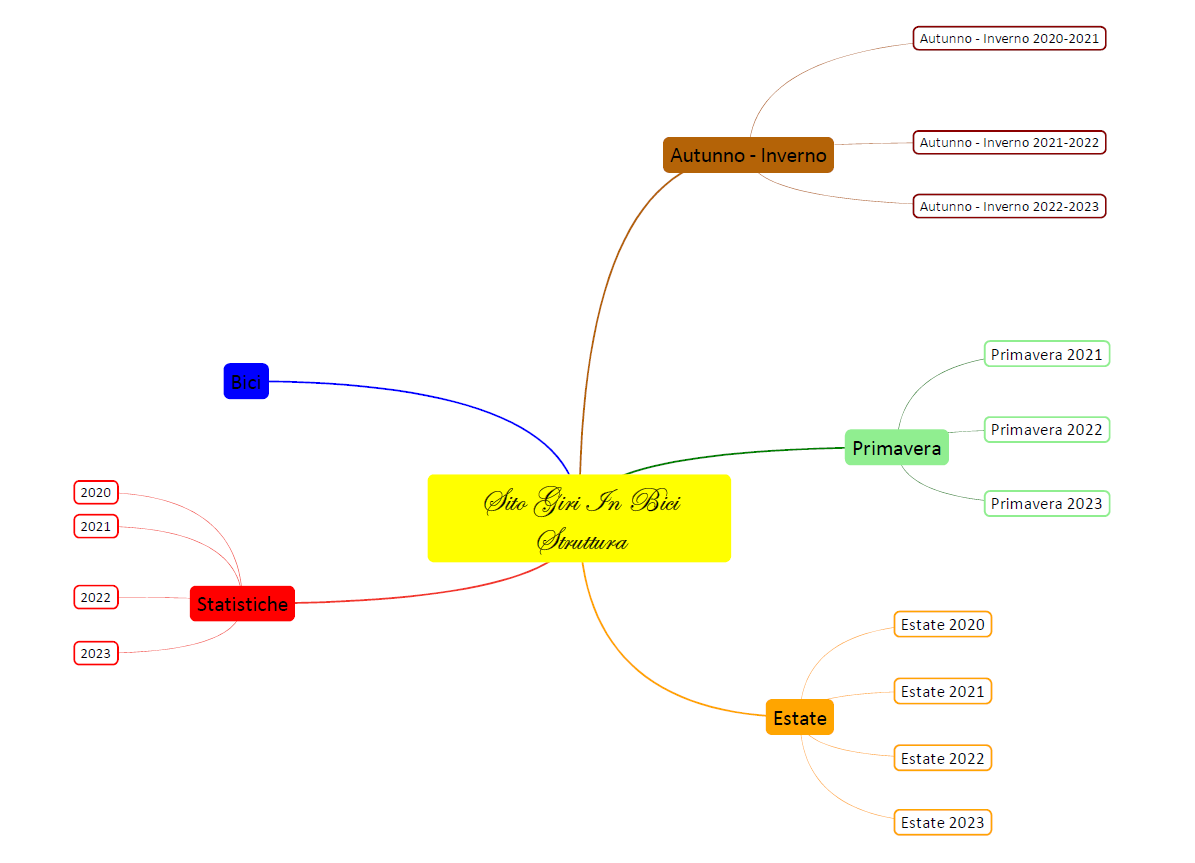 Sito Giri In Bici
Struttura
Autunno - Inverno
Autunno - Inverno 2020-2021
Autunno - Inverno 2021-2022
Autunno - Inverno 2022-2023
Primavera
Primavera 2021
Primavera 2022
Primavera 2023
Estate
Estate 2020
Estate 2021
Estate 2022
Estate 2023
Bici
Statistiche
2020
2021
2022
2023